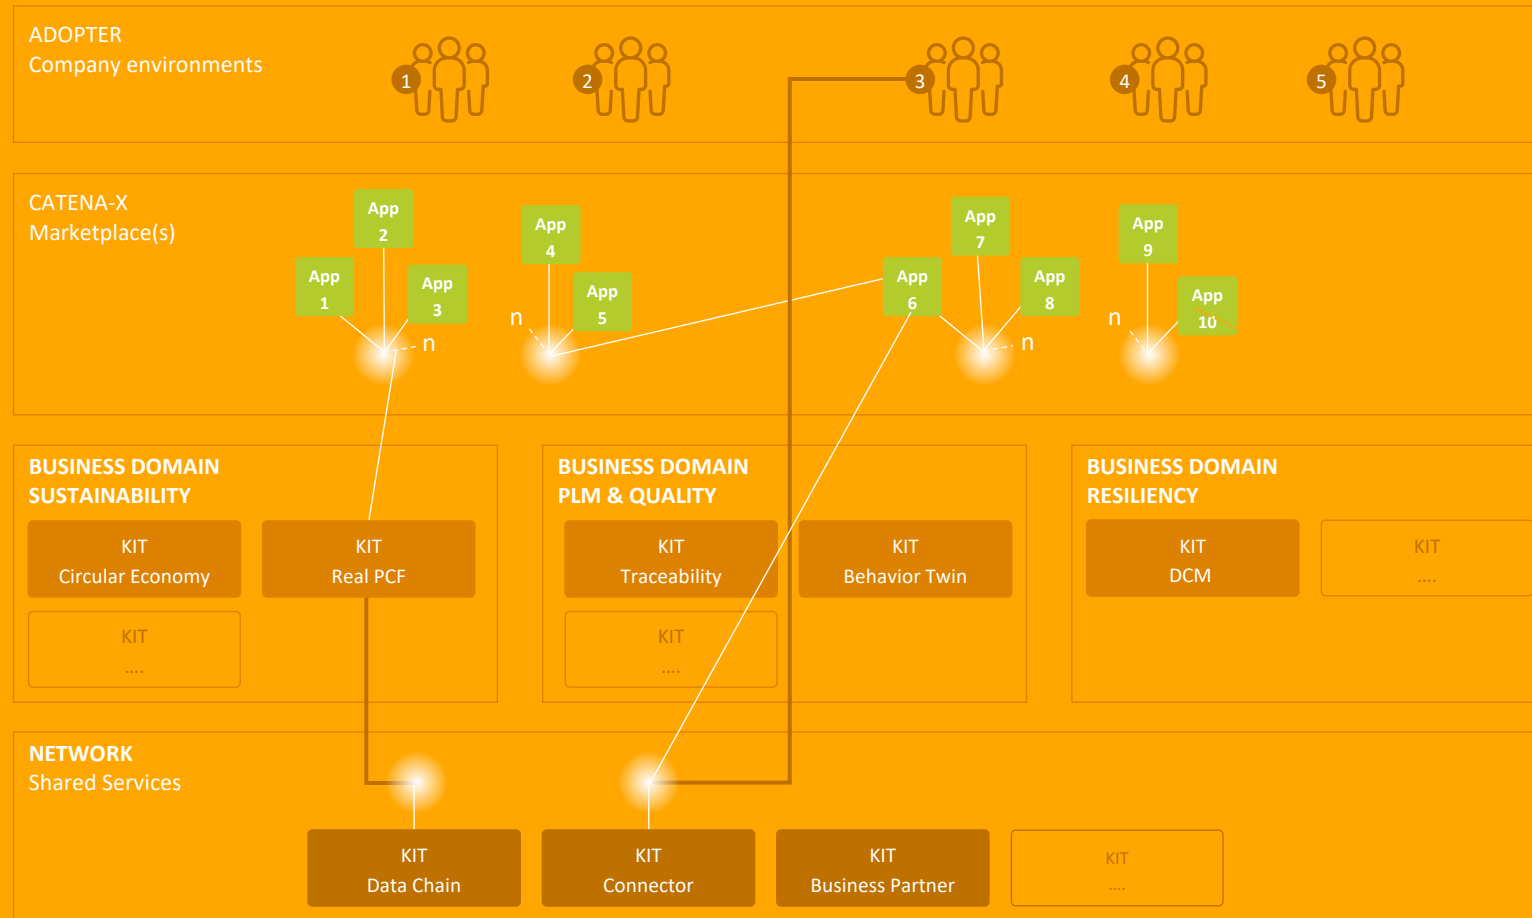 ADOPTER
Company environments
1
2
3
4
5
CATENA-X
Marketplace(s)
App
1
App
2
App
3
n
App
4
App
5
n
App
6
App
7
App
8
n
App
9
App
10
n
BUSINESS DOMAIN
SUSTAINABILITY
KIT
Circular Economy
KIT
Real PCF
KIT
....
BUSINESS DOMAIN
PLM & QUALITY
KIT
Traceability
KIT
Behavior Twin
KIT
....
BUSINESS DOMAIN
RESILIENCY
KIT
DCM
KIT
....
NETWORK
Shared Services
KIT
Data Chain
KIT
Connector
KIT
Business Partner
KIT
....